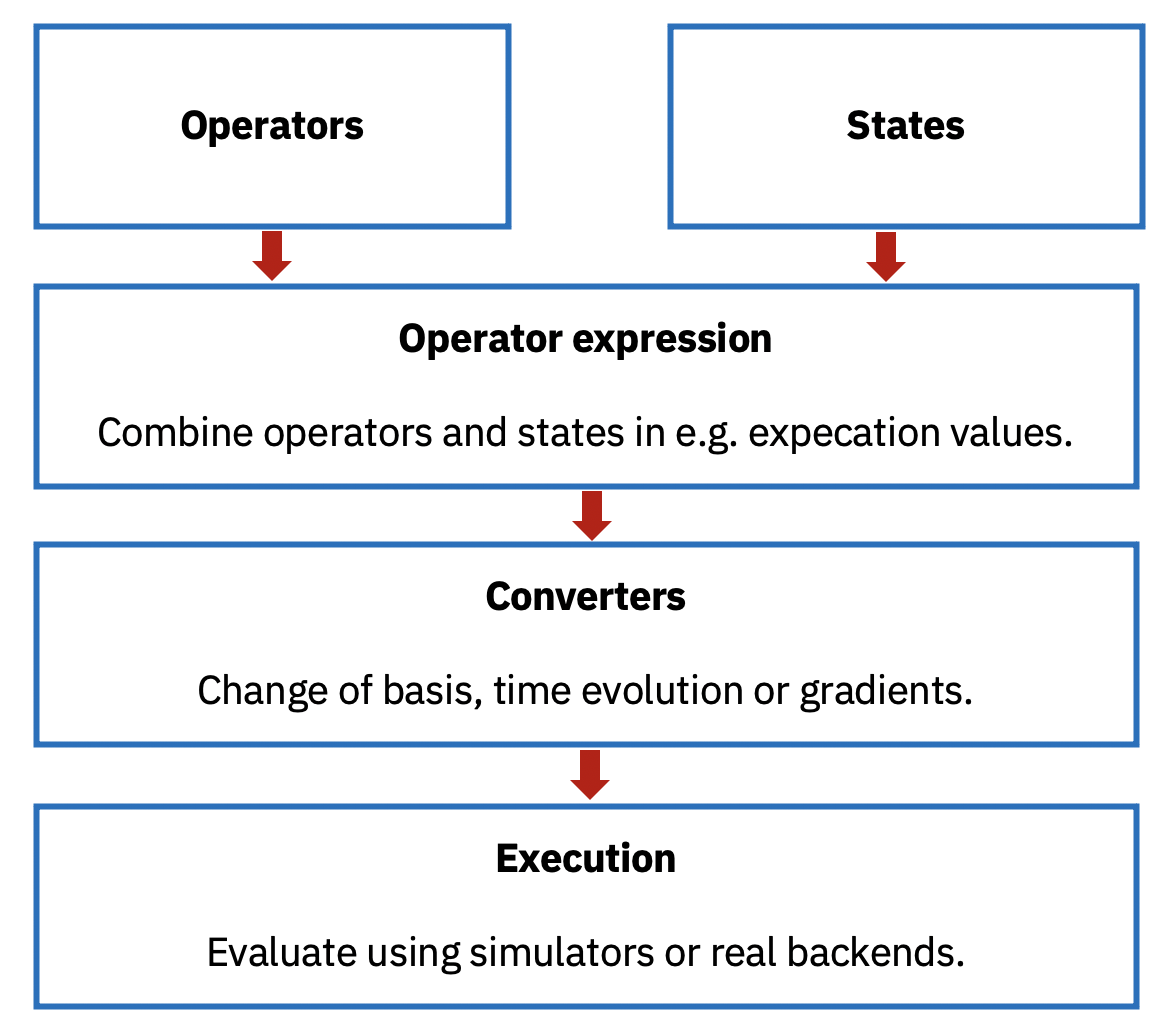 Operators
States
Operator expression
Combine operators and states in e.g. expecation values.
Converters
Change of basis, time evolution or gradients.
Execution
Evaluate using simulators or real backends.